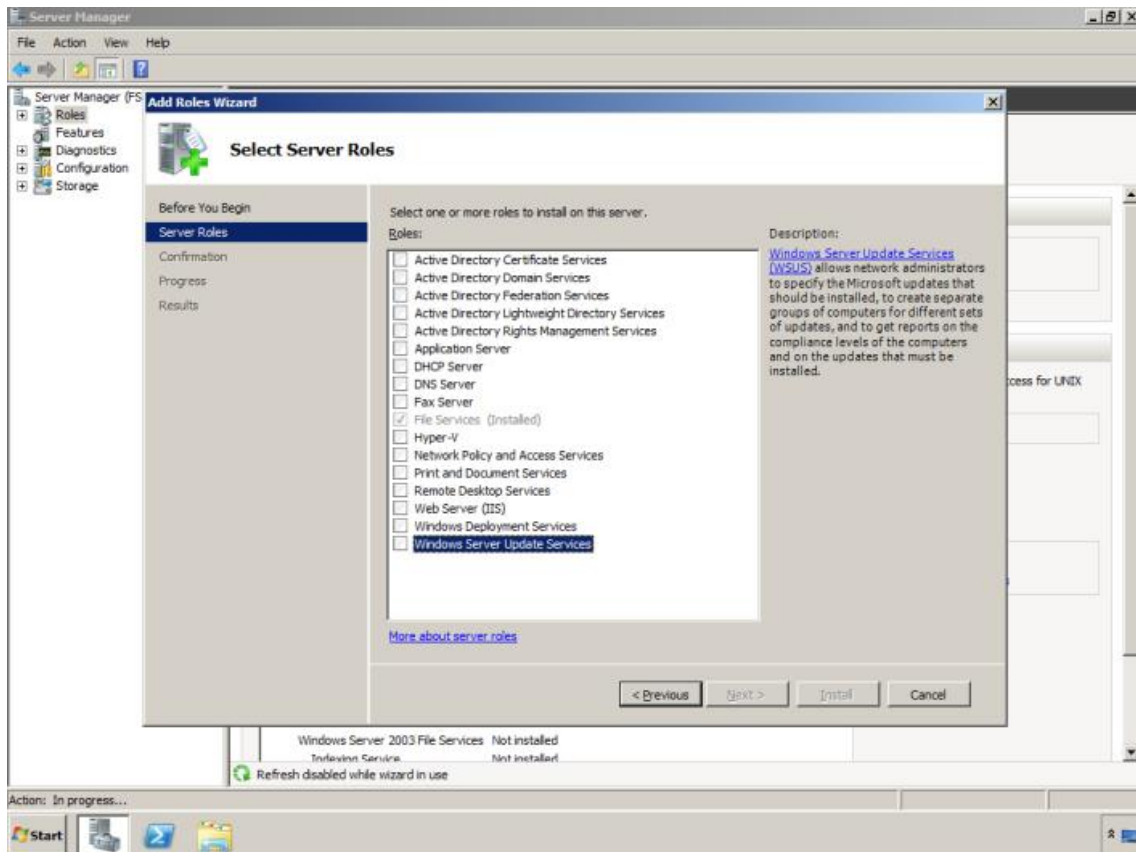 Server Manager
File Action View Help
Server Manager (FS
Roles
Features
Diagnostics
Configuration
Storage
Add Roles Wizard
Select Server Roles
Before You Begin
Server Roles
Confirmation
Progress
Results
Select one or more roles to install on this server.
Roles:
Active Directory Certificate Services
Active Directory Domain Services
Active Directory Federation Services
Active Directory Lightweight Directory Services
Active Directory Rights Management Services
Application Server
DHCP Server
DNS Server
Fax Server
File Services (Installed)
Hyper-V
Network Policy and Access Services
Print and Document Services
Remote Desktop Services
Web Server (IIS)
Windows Deployment Services
Windows Server Update Services
More about server roles
Description:
Windows Server Update Services
(WSUS) allows network administrators
to specify the Microsoft updates that
should be installed, to create separate
groups of computers for different sets
of updates, and to get reports on the
compliance levels of the computers
and on the updates that must be
installed.
< Previous Next > Install Cancel
for UNIX
Windows Server 2003 File Services Not installed
Indexing Service Not installed
Refresh disabled while wizard in use
Action: In progress...
Start